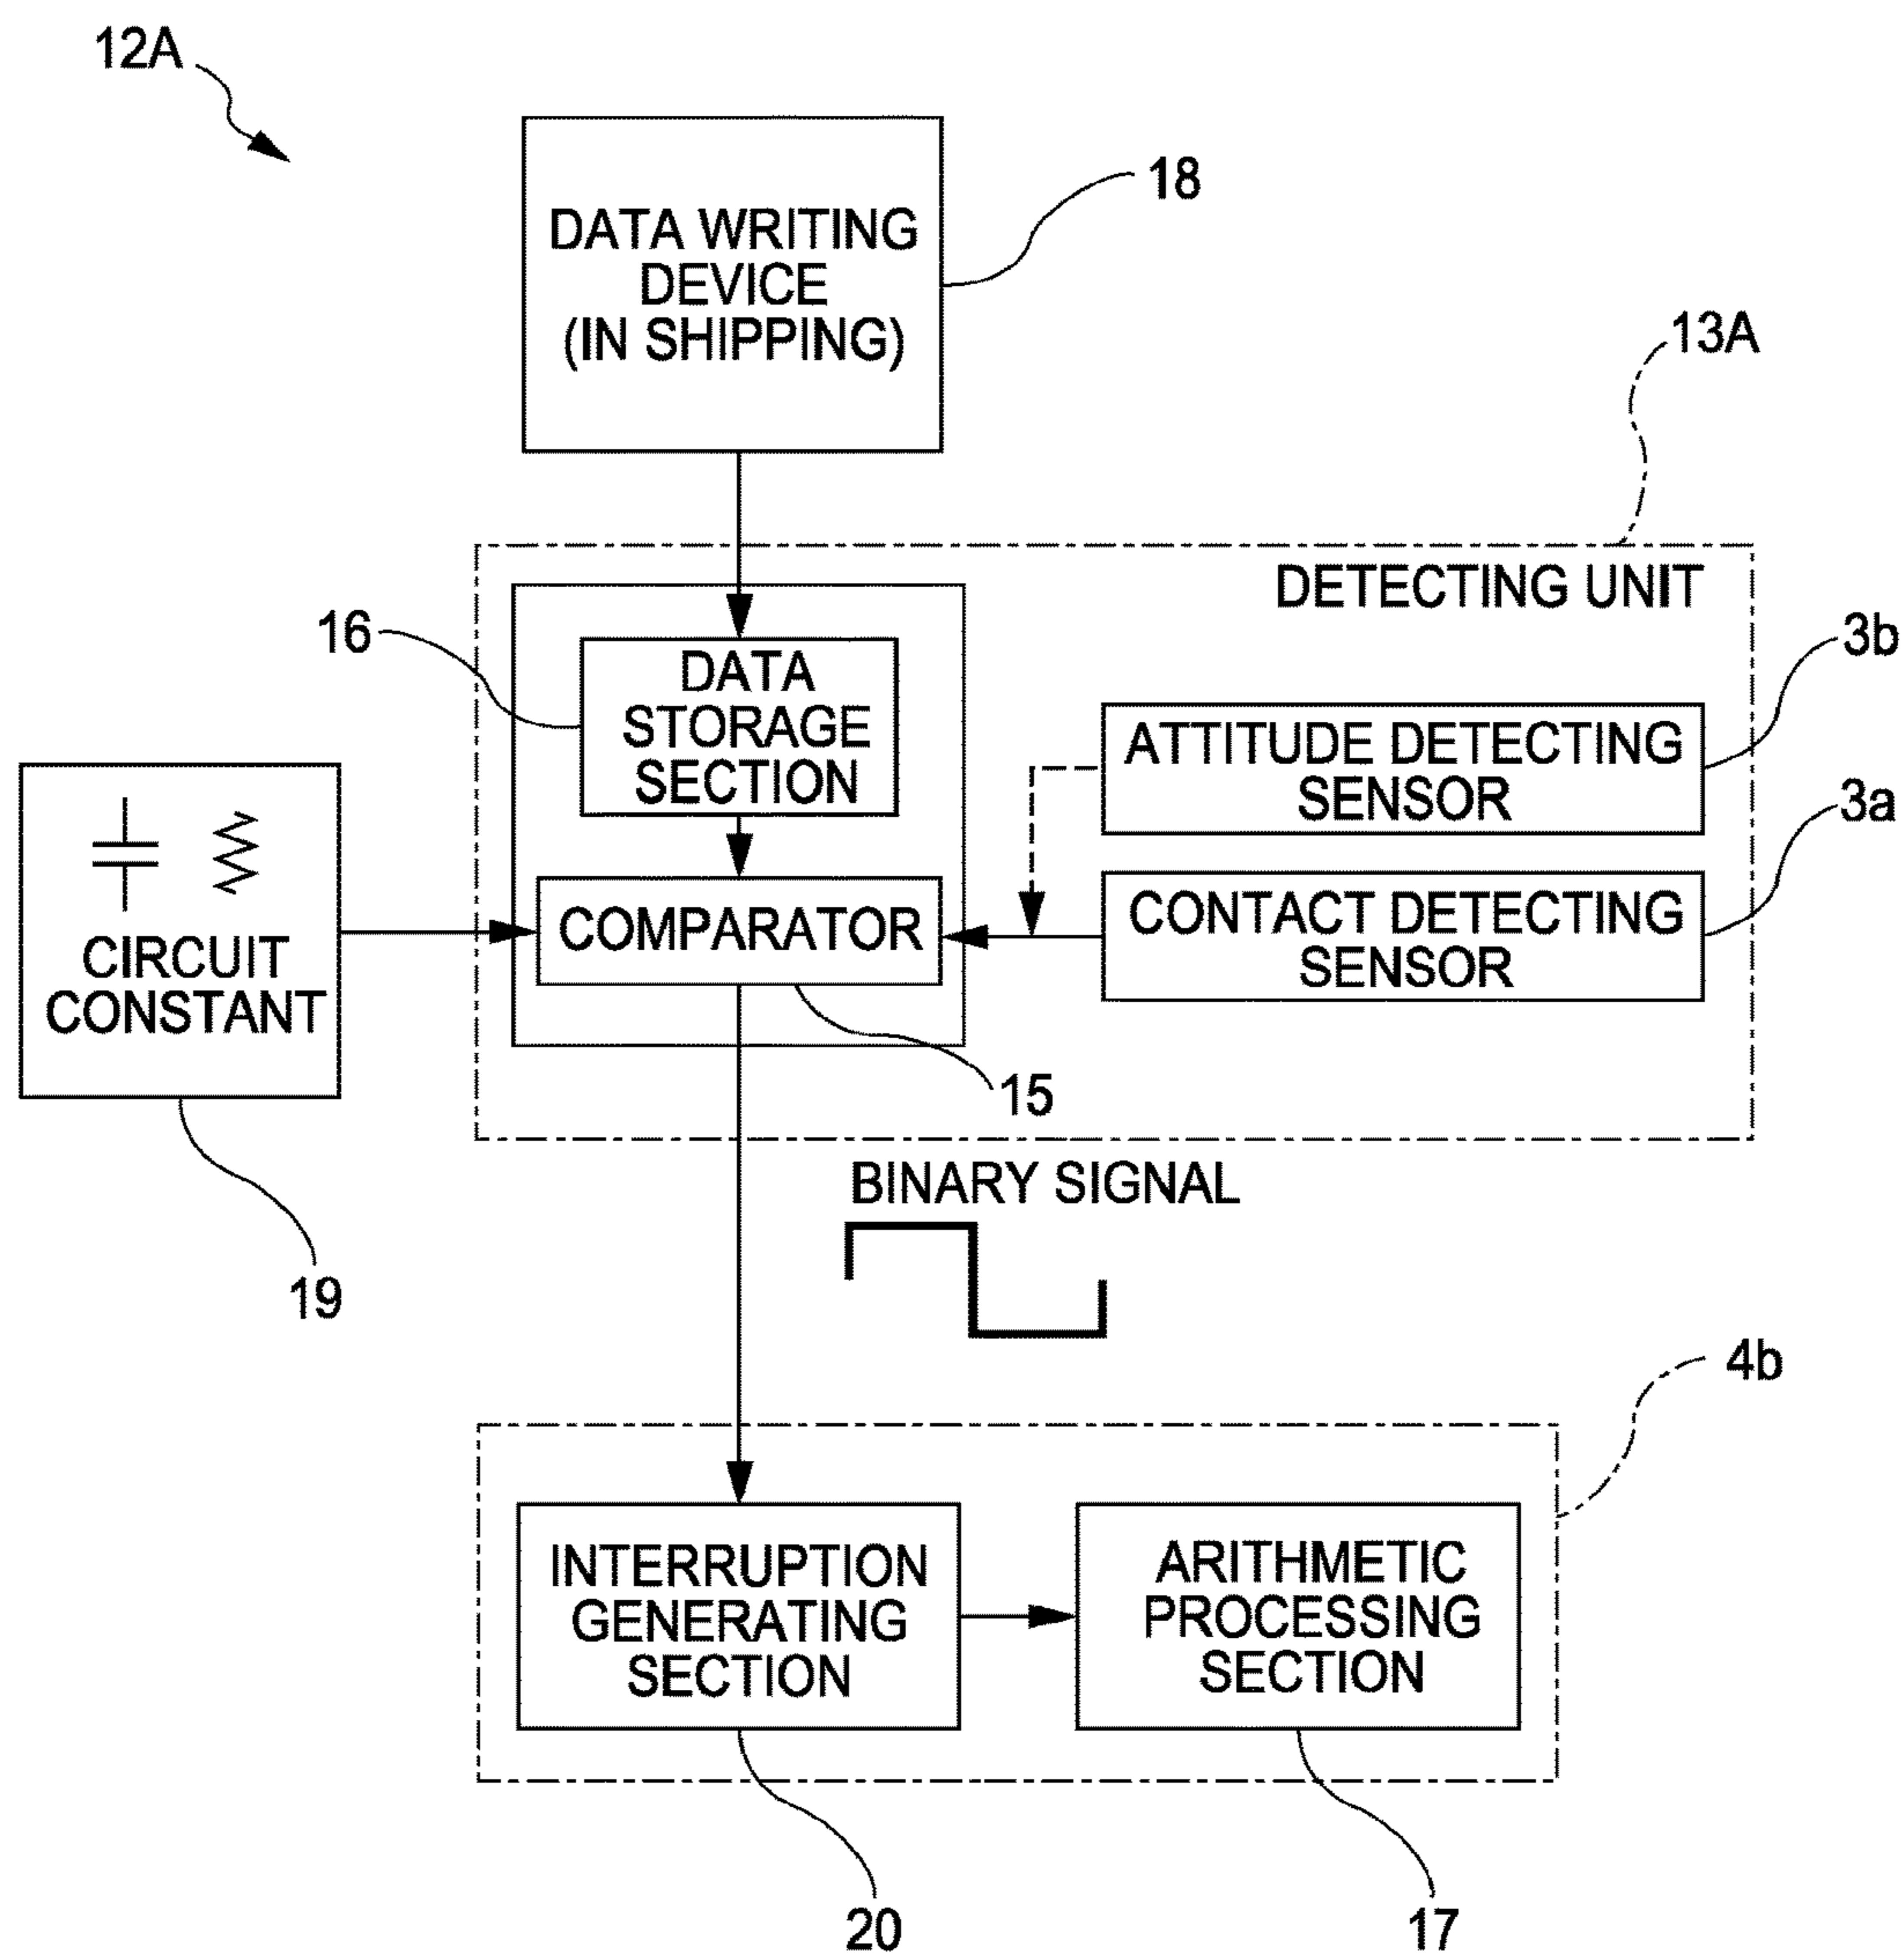 12A
DATA WRITING
DEVICE
(IN SHIPPING)
18
13A
DETECTING UNIT
16
DATA
STORAGE
SECTION
3b
ATTITUDE DETECTING
SENSOR
3a
CONTACT DETECTING
SENSOR
COMPARATOR
CIRCUIT
CONSTANT
15
19
BINARY SIGNAL
4b
INTERRUPTION
GENERATING
SECTION
ARITHMETIC
PROCESSING
SECTION
20
17